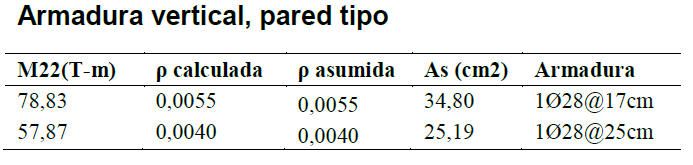 Armadura vertical, pared tipo
M22(T-m) ρ calculada ρ asumida As (cm2) Armadura
78,83 0,0055 0,0055 34,80 1Ø28@17cm
57,87 0,0040 0,0040 25,19 1Ø28@25cm